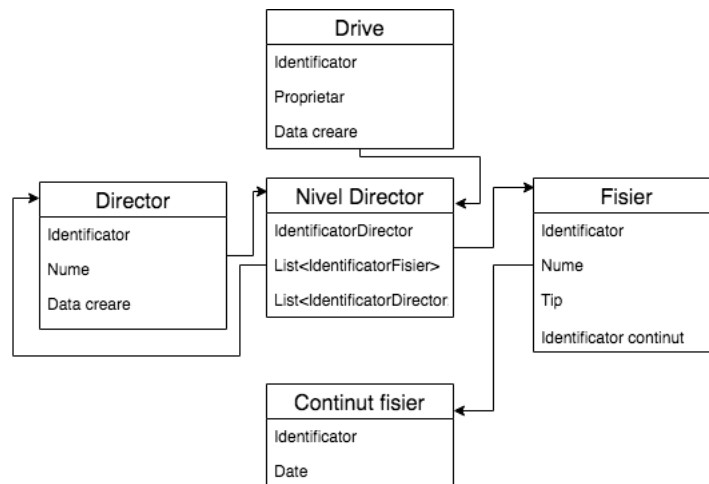 Drive
Identificator
Proprietar
Data creare
Director
Identificator
Nume
Data creare
Nivel Director
IdentificatorDirector
List<IdentificatorFisier>
List<IdentificatorDirector
Fisier
Identificator
Nume
Tip
Identificator continut
Continut fisier
Identificator
Date